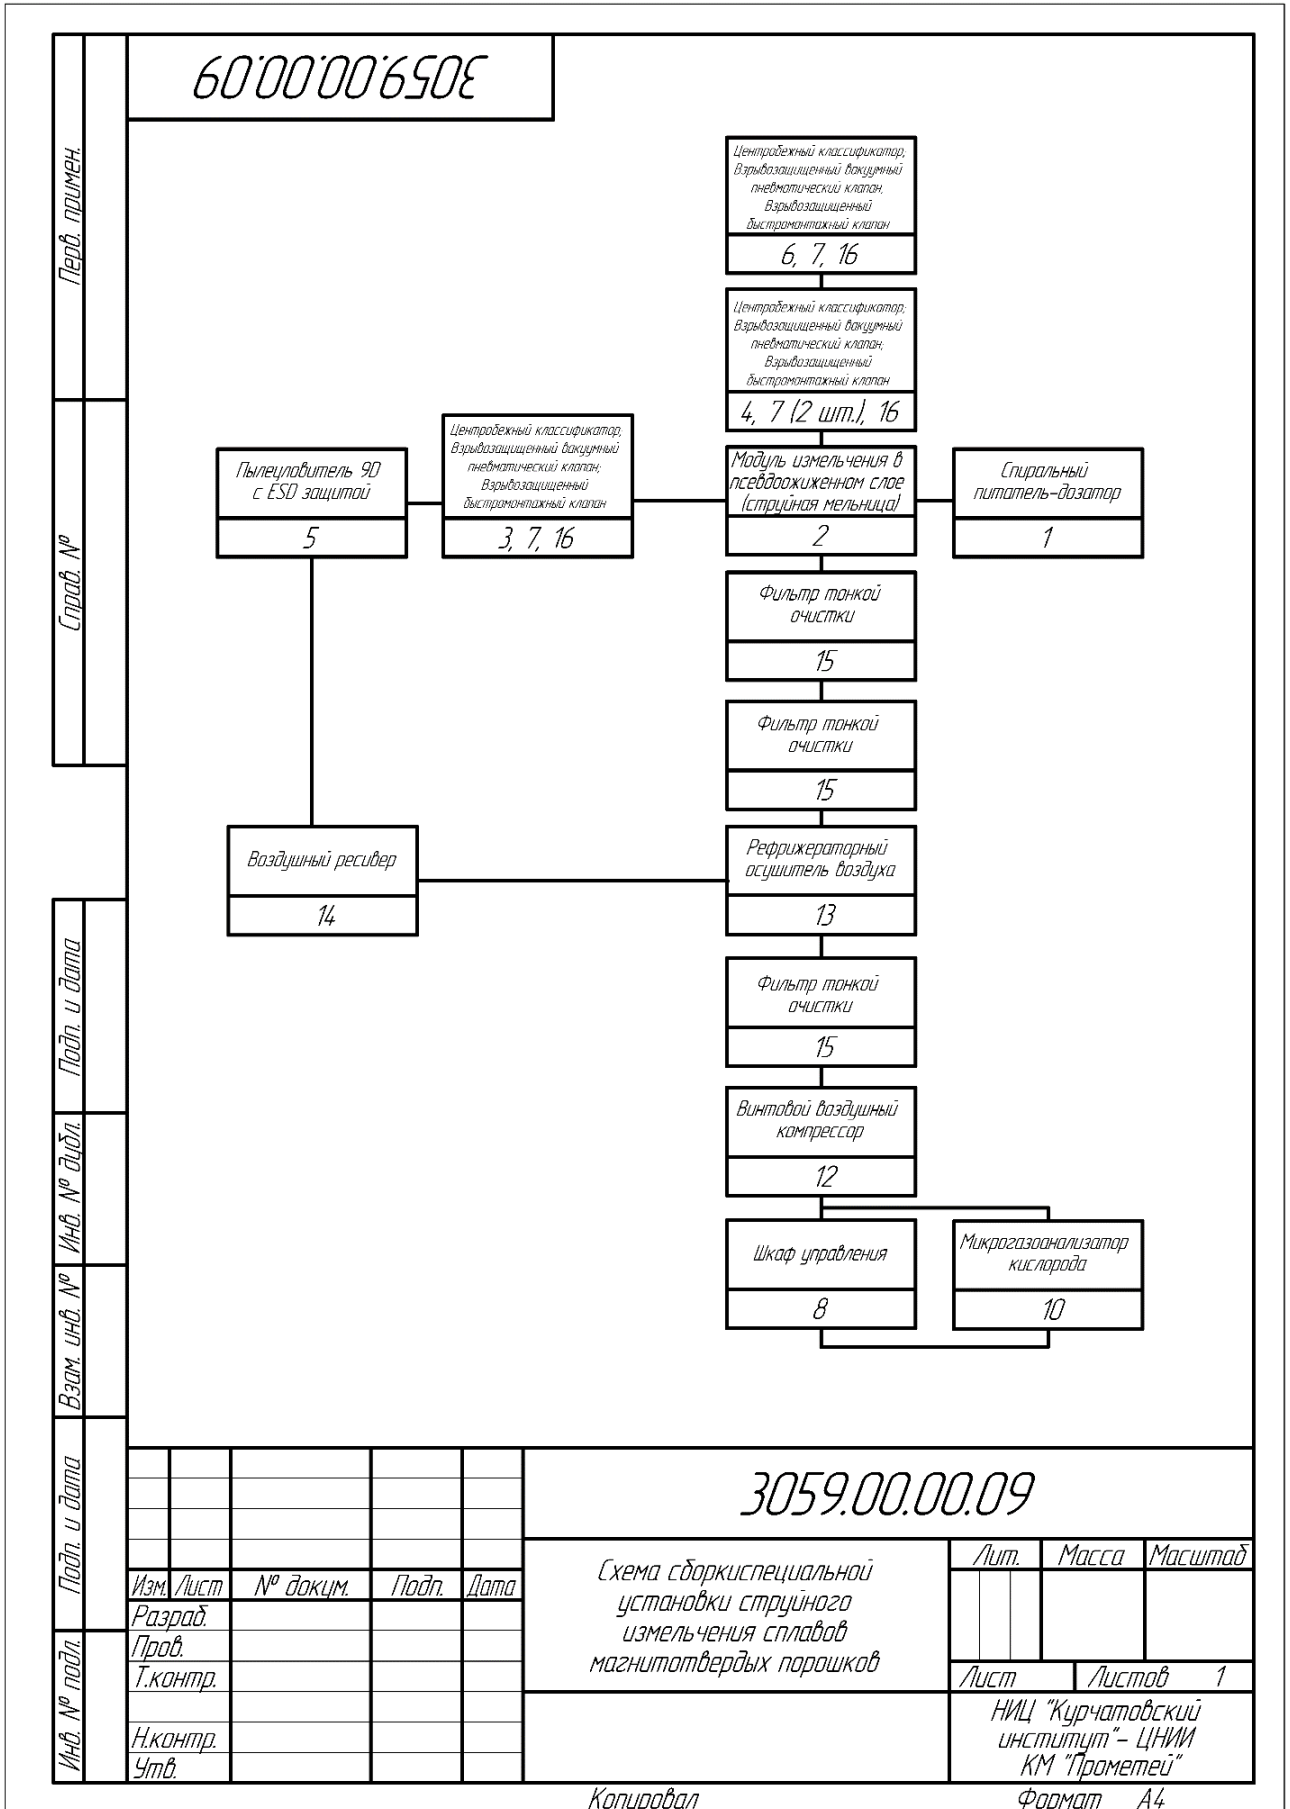 3059.00.00.09
Перв. примен.
Справ. №
Подп. и дата
Инв. № дубл.
Взам. инв. №
Подп. и дата
Инв. № подл.
Центробежный классификатор;
Взрывозащищенный вакуумный
пневматический клапан;
Взрывозащищенный
быстромонтажный клапан
6, 7, 16
Центробежный классификатор;
Взрывозащищенный вакуумный
пневматический клапан;
Взрывозащищенный
быстромонтажный клапан
4, 7 (2 шт.), 16
Пылеуловитель 9D
с ESD защитой
5
Центробежный классификатор;
Взрывозащищенный вакуумный
пневматический клапан;
Взрывозащищенный
быстромонтажный клапан
3, 7, 16
Модуль измельчения в
псевдоожиженном слое
(струйная мельница)
2
Спиральный
питатель-дозатор
1
Фильтр тонкой
очистки
15
Фильтр тонкой
очистки
15
Воздушный ресивер
14
Рефрижераторный
осушитель воздуха
13
Фильтр тонкой
очистки
15
Винтовой воздушный
компрессор
12
Шкаф управления
8
Микрогазоанализатор
кислорода
10
3059.00.00.09
Изм. Лист № докум. Подп. Дата
Разраб.
Пров.
Т.контр.
Н.контр.
Утв.
Схема сборкиспециальной
установки струйного
измельчения сплавов
магнитотвердых порошков
Лит. Масса Масштаб
Лист Листов 1
НИЦ "Курчатовский
институт"- ЦНИИ
КМ "Прометей"
Копировал Формат А4